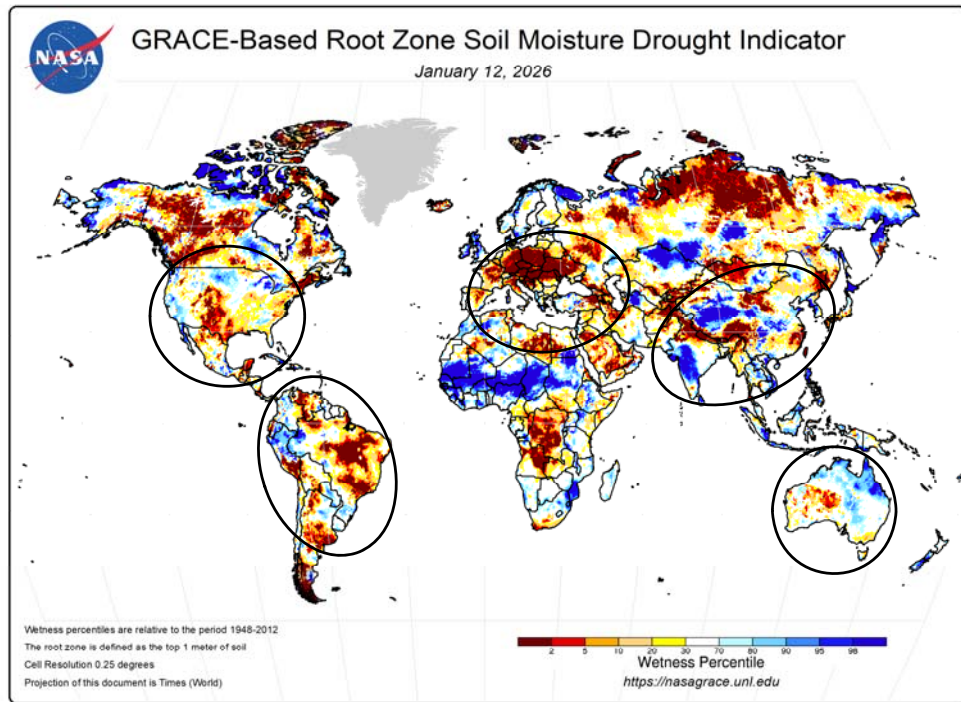 NASA
GRACE-Based Root Zone Soil Moisture Drought Indicator
January 12, 2026
Wetness percentiles are relative to the period 1948-2012
The root zone is defined as the top 1 meter of soil
Cell Resolution 0.25 degrees
Projection of this document is Times (World)
2 5 10 20 30 70 80 90 95 98
Wetness Percentile
https://nasagrace.unl.edu